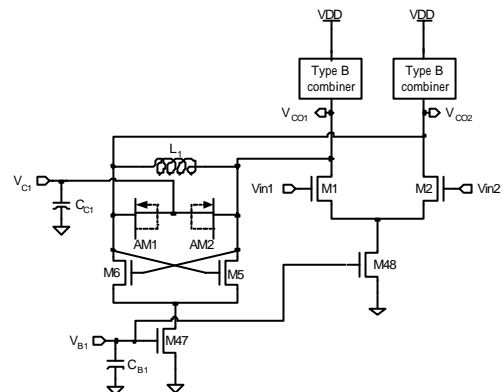 VDD VDD
Type B combiner Type B combiner
VCO1 VCO2
L1
VC1 Vin1 M1 M2 Vin2
CC1
AM1 AM2
M6 M5 M48
VB1 M47
CB1